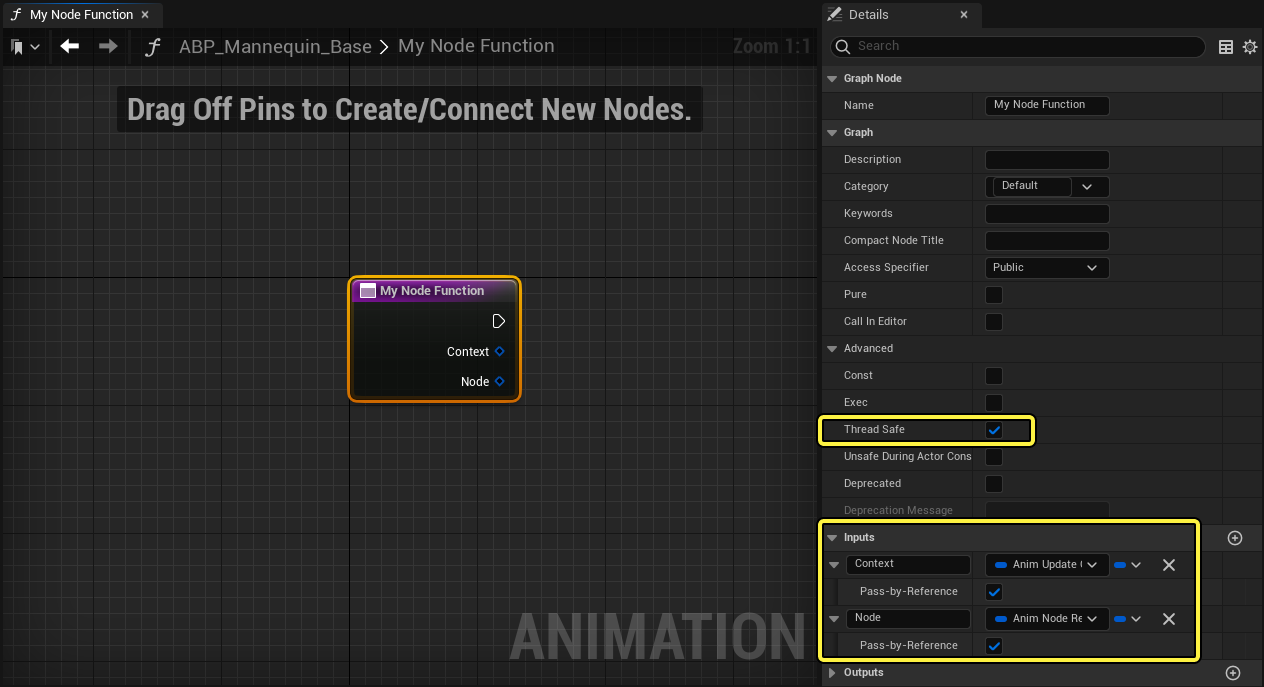 My Node Function
Details
ABP_Mannequin_Base > My Node Function
Zoom 1:1
Search
Drag Off Pins to Create/Connect New Nodes.
Graph Node
Name My Node Function
Graph
Description
Category Default
Keywords
Compact Node Title
Access Specifier Public
Pure
Call In Editor
Advanced
Const
Exec
Thread Safe
Unsafe During Actor Cons
Deprecated
Deprecation Message
Inputs
Context Anim Update
Pass-by-Reference
Node Anim Node Re
Pass-by-Reference
Outputs
My Node Function
Context
Node
ANIMATION